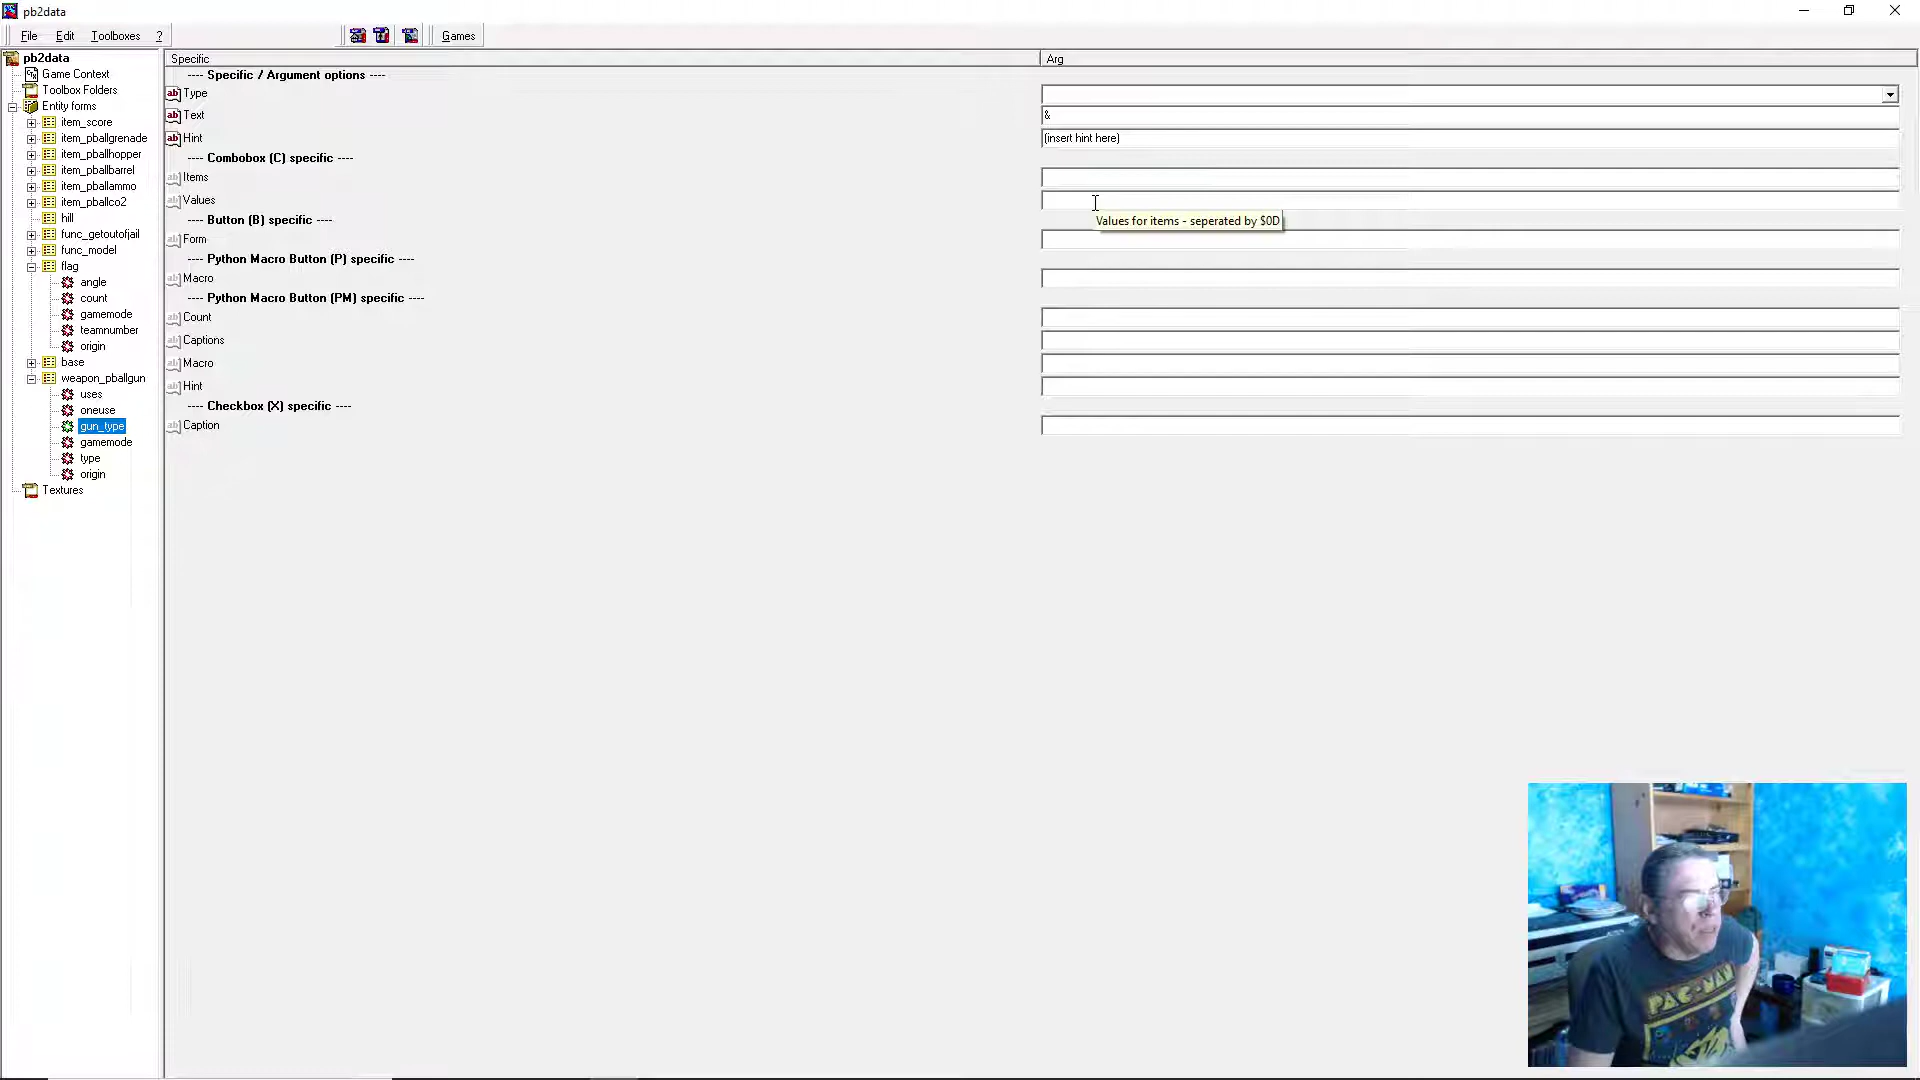 pb2data
File Edit Toolboxes ? Games
pb2data
Game Context
Toolbox Folders
Entity forms
item_score
item_pballgrenade
item_pballhopper
item_pballbarrel
item_pballammo
item_pballco2
hill
func_getoutofjail
func_model
flag
angle
count
gamemode
teamnumber
origin
base
weapon_pballgun
uses
oneuse
gun_type
gamemode
type
origin
Textures
Specific Arg
---- Specific / Argument options ----
Type
Text &
Hint (insert hint here)
---- Combobox (C) specific ----
Items
Values
Values for items - seperated by $0D
---- Button (B) specific ----
Form
---- Python Macro Button (P) specific ----
Macro
---- Python Macro Button (PM) specific ----
Count
Captions
Macro
Hint
---- Checkbox (X) specific ----
Caption
PAC-MAN